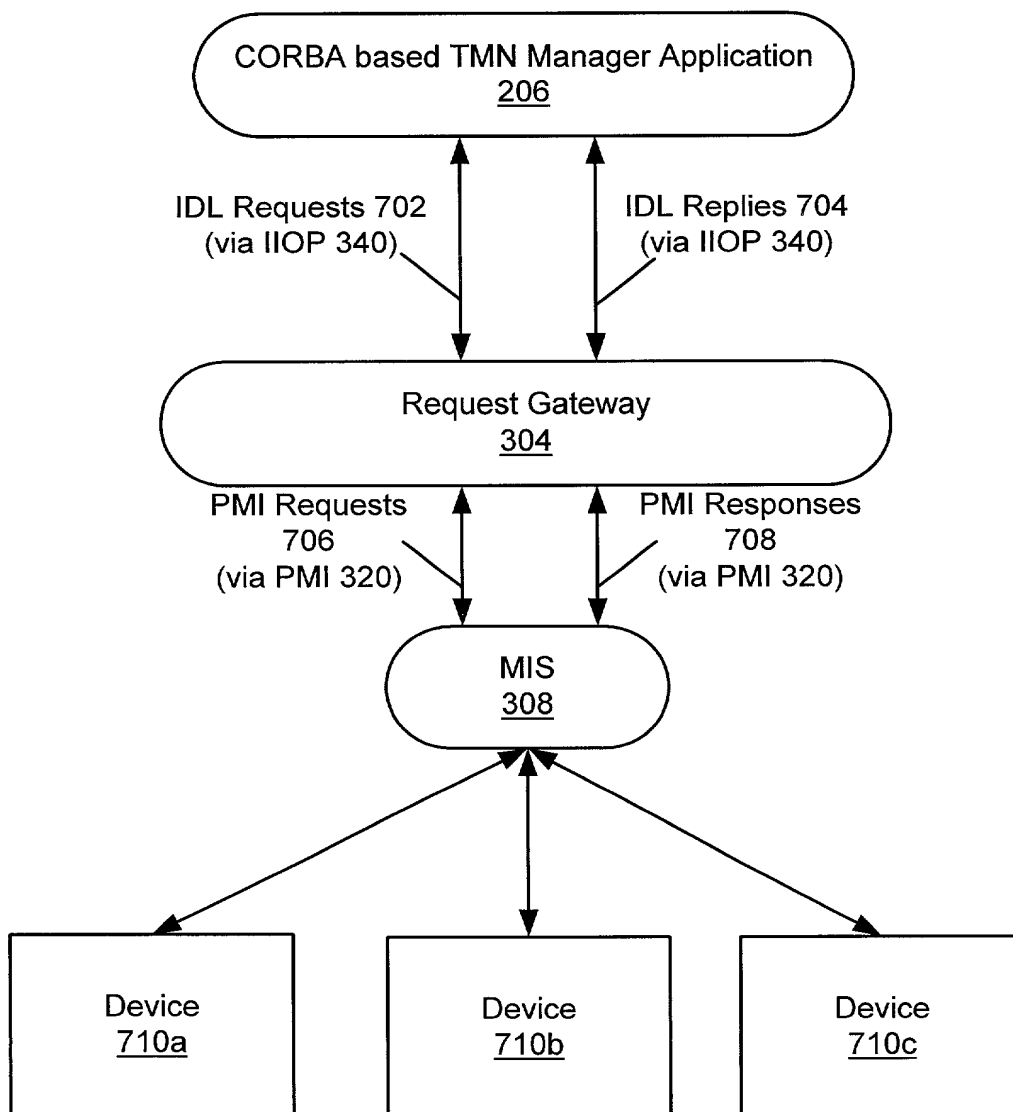 CORBA based TMN Manager Application
206
IDL Requests 702
(via IIOP 340)
IDL Replies 704
(via IIOP 340)
Request Gateway
304
PMI Requests
706
(via PMI 320)
PMI Responses
708
(via PMI 320)
MIS
308
Device
710a
Device
710b
Device
710c